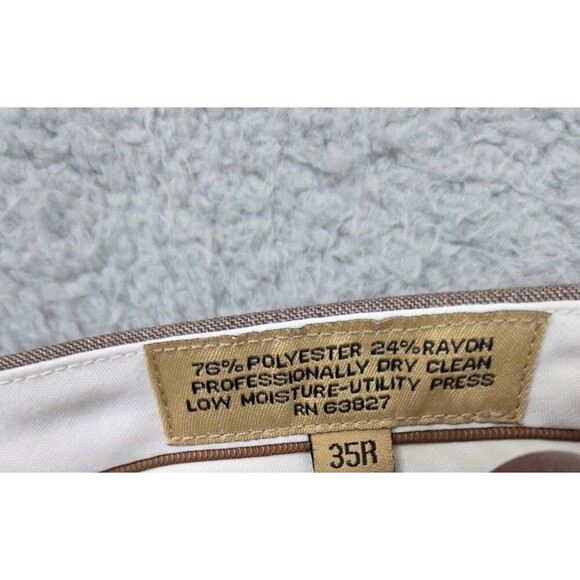 76% POLYESTER 24% RAYON
PROFESSIONALLY DRY CLEAN
LOW MOISTURE-UTILITY PRESS
RN 63827
35R